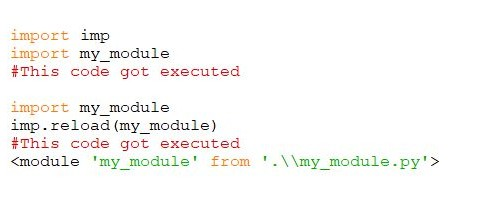 import imp
import my_module
#This code got executed
import my_module
imp.reload(my_module)
#This code got executed
<module 'my_module' from '.\\my_module.py'>